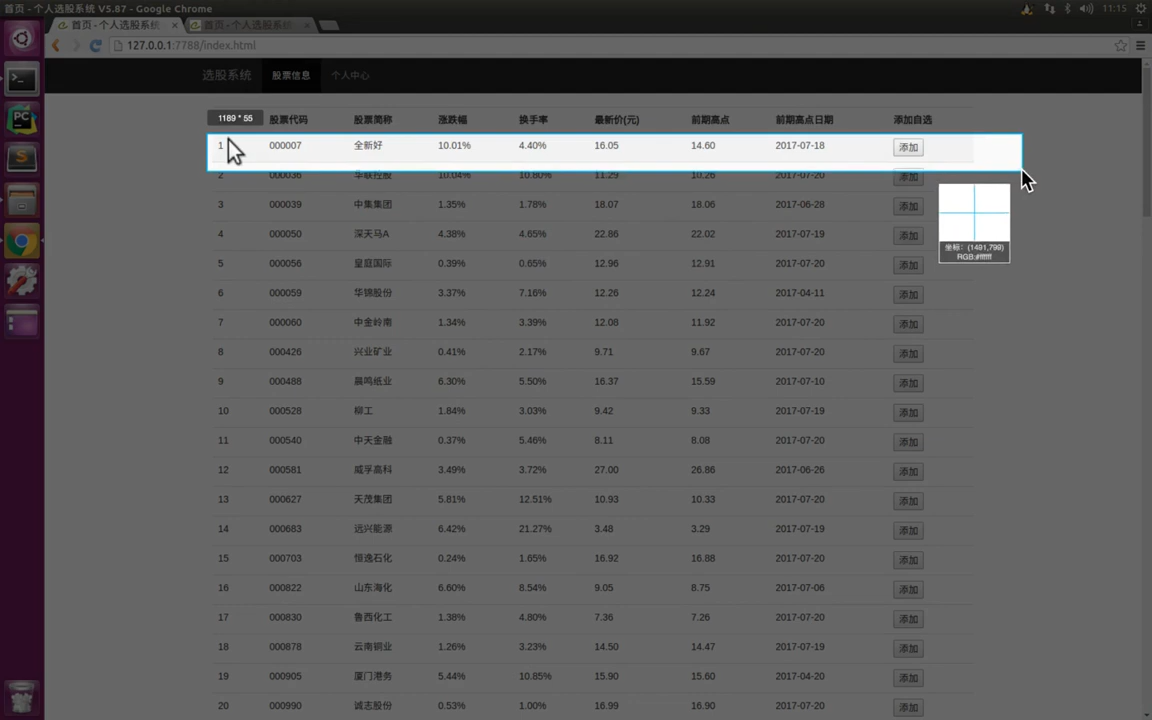 首页 - 个人选股系统 V5.87 - Google Chrome
11:15
首页 - 个人选股系统 ×
首页 - 个人选股系统 ×
127.0.0.1:7788/index.html
选股系统 股票信息 个人中心
1189 * 55
股票代码 股票简称 涨跌幅 换手率 最新价(元) 前期高点 前期高点日期 添加自选
1 000007 全新好 10.01% 4.40% 16.05 14.60 2017-07-18 添加
2 000036 华联控股 10.04% 10.80% 11.29 10.26 2017-07-20 添加
3 000039 中集集团 1.35% 1.78% 18.07 18.06 2017-06-28 添加
4 000050 深天马A 4.38% 4.65% 22.86 22.02 2017-07-19 添加
坐标: (1491,799)
RGB:#ffffff
5 000056 皇庭国际 0.39% 0.65% 12.96 12.91 2017-07-20 添加
6 000059 华锦股份 3.37% 7.16% 12.26 12.24 2017-04-11 添加
7 000060 中金岭南 1.34% 3.39% 12.08 11.92 2017-07-20 添加
8 000426 兴业矿业 0.41% 2.17% 9.71 9.67 2017-07-20 添加
9 000488 晨鸣纸业 6.30% 5.50% 16.37 15.59 2017-07-10 添加
10 000528 柳工 1.84% 3.03% 9.42 9.33 2017-07-19 添加
11 000540 中天金融 0.37% 5.46% 8.11 8.08 2017-07-20 添加
12 000581 威孚高科 3.49% 3.72% 27.00 26.86 2017-06-26 添加
13 000627 天茂集团 5.81% 12.51% 10.93 10.33 2017-07-20 添加
14 000683 远兴能源 6.42% 21.27% 3.48 3.29 2017-07-19 添加
15 000703 恒逸石化 0.24% 1.65% 16.92 16.88 2017-07-20 添加
16 000822 山东海化 6.60% 8.54% 9.05 8.75 2017-07-06 添加
17 000830 鲁西化工 1.38% 4.80% 7.36 7.26 2017-07-20 添加
18 000878 云南铜业 1.26% 3.23% 14.50 14.47 2017-07-19 添加
19 000905 厦门港务 5.44% 10.85% 15.90 15.60 2017-04-20 添加
20 000990 诚志股份 0.53% 1.00% 16.99 16.90 2017-07-20 添加